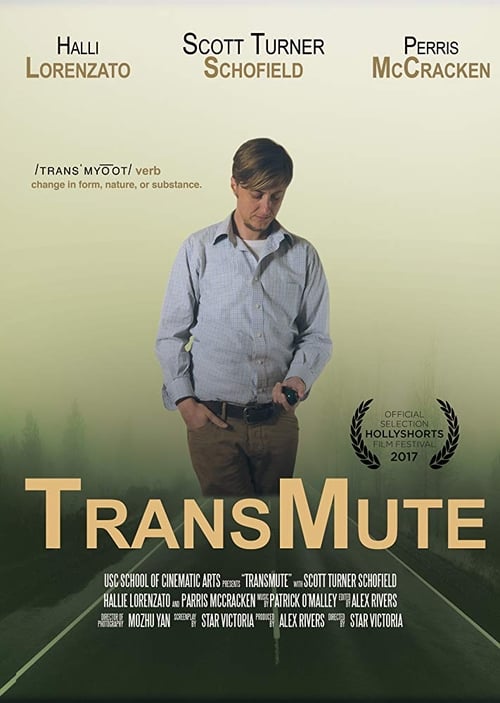 HALLI LORENZATO
SCOTT TURNER SCHOFIELD
PERRIS MCCRACKEN
/TRANSˈMYO͞OT/ verb
change in form, nature, or substance.
OFFICIAL
SELECTION
HOLLYSHORTS
FILM FESTIVAL
2017
TRANSMUTE
USC SCHOOL OF CINEMATIC ARTS PRESENTS "TRANSMUTE" WITH SCOTT TURNER SCHOFIELD
HALLIE LORENZATO AND PARRIS MCCRACKEN MUSIC BY PATRICK O'MALLEY EDITED BY ALEX RIVERS
DIRECTOR OF PHOTOGRAPHY MOZHU YAN SCREENPLAY BY STAR VICTORIA PRODUCED BY ALEX RIVERS DIRECTED BY STAR VICTORIA